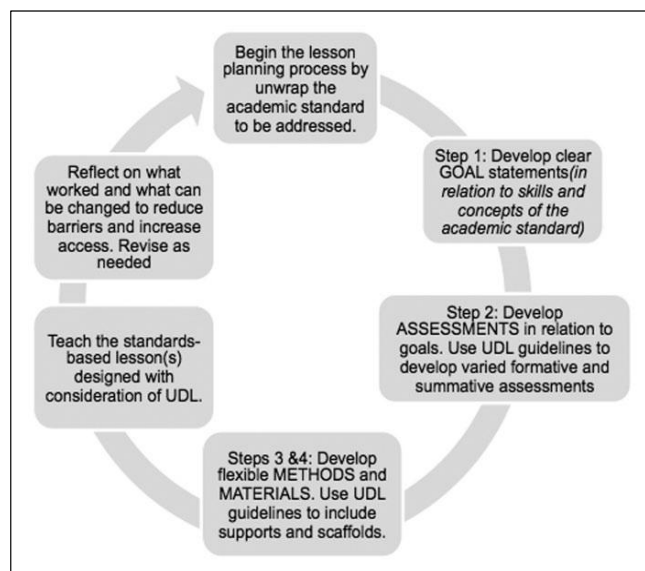 Begin the lesson
planning process by
unwrap the
academic standard
to be addressed.
Step 1: Develop clear
GOAL statements(in
relation to skills and
concepts of the
academic standard)
Step 2: Develop
ASSESSMENTS in relation to
goals. Use UDL guidelines to
develop varied formative and
summative assessments
Steps 3 &4: Develop
flexible METHODS and
MATERIALS. Use UDL
guidelines to include
supports and scaffolds.
Teach the standards-
based lesson(s)
designed with
consideration of UDL.
Reflect on what
worked and what can
be changed to reduce
barriers and increase
access. Revise as
needed